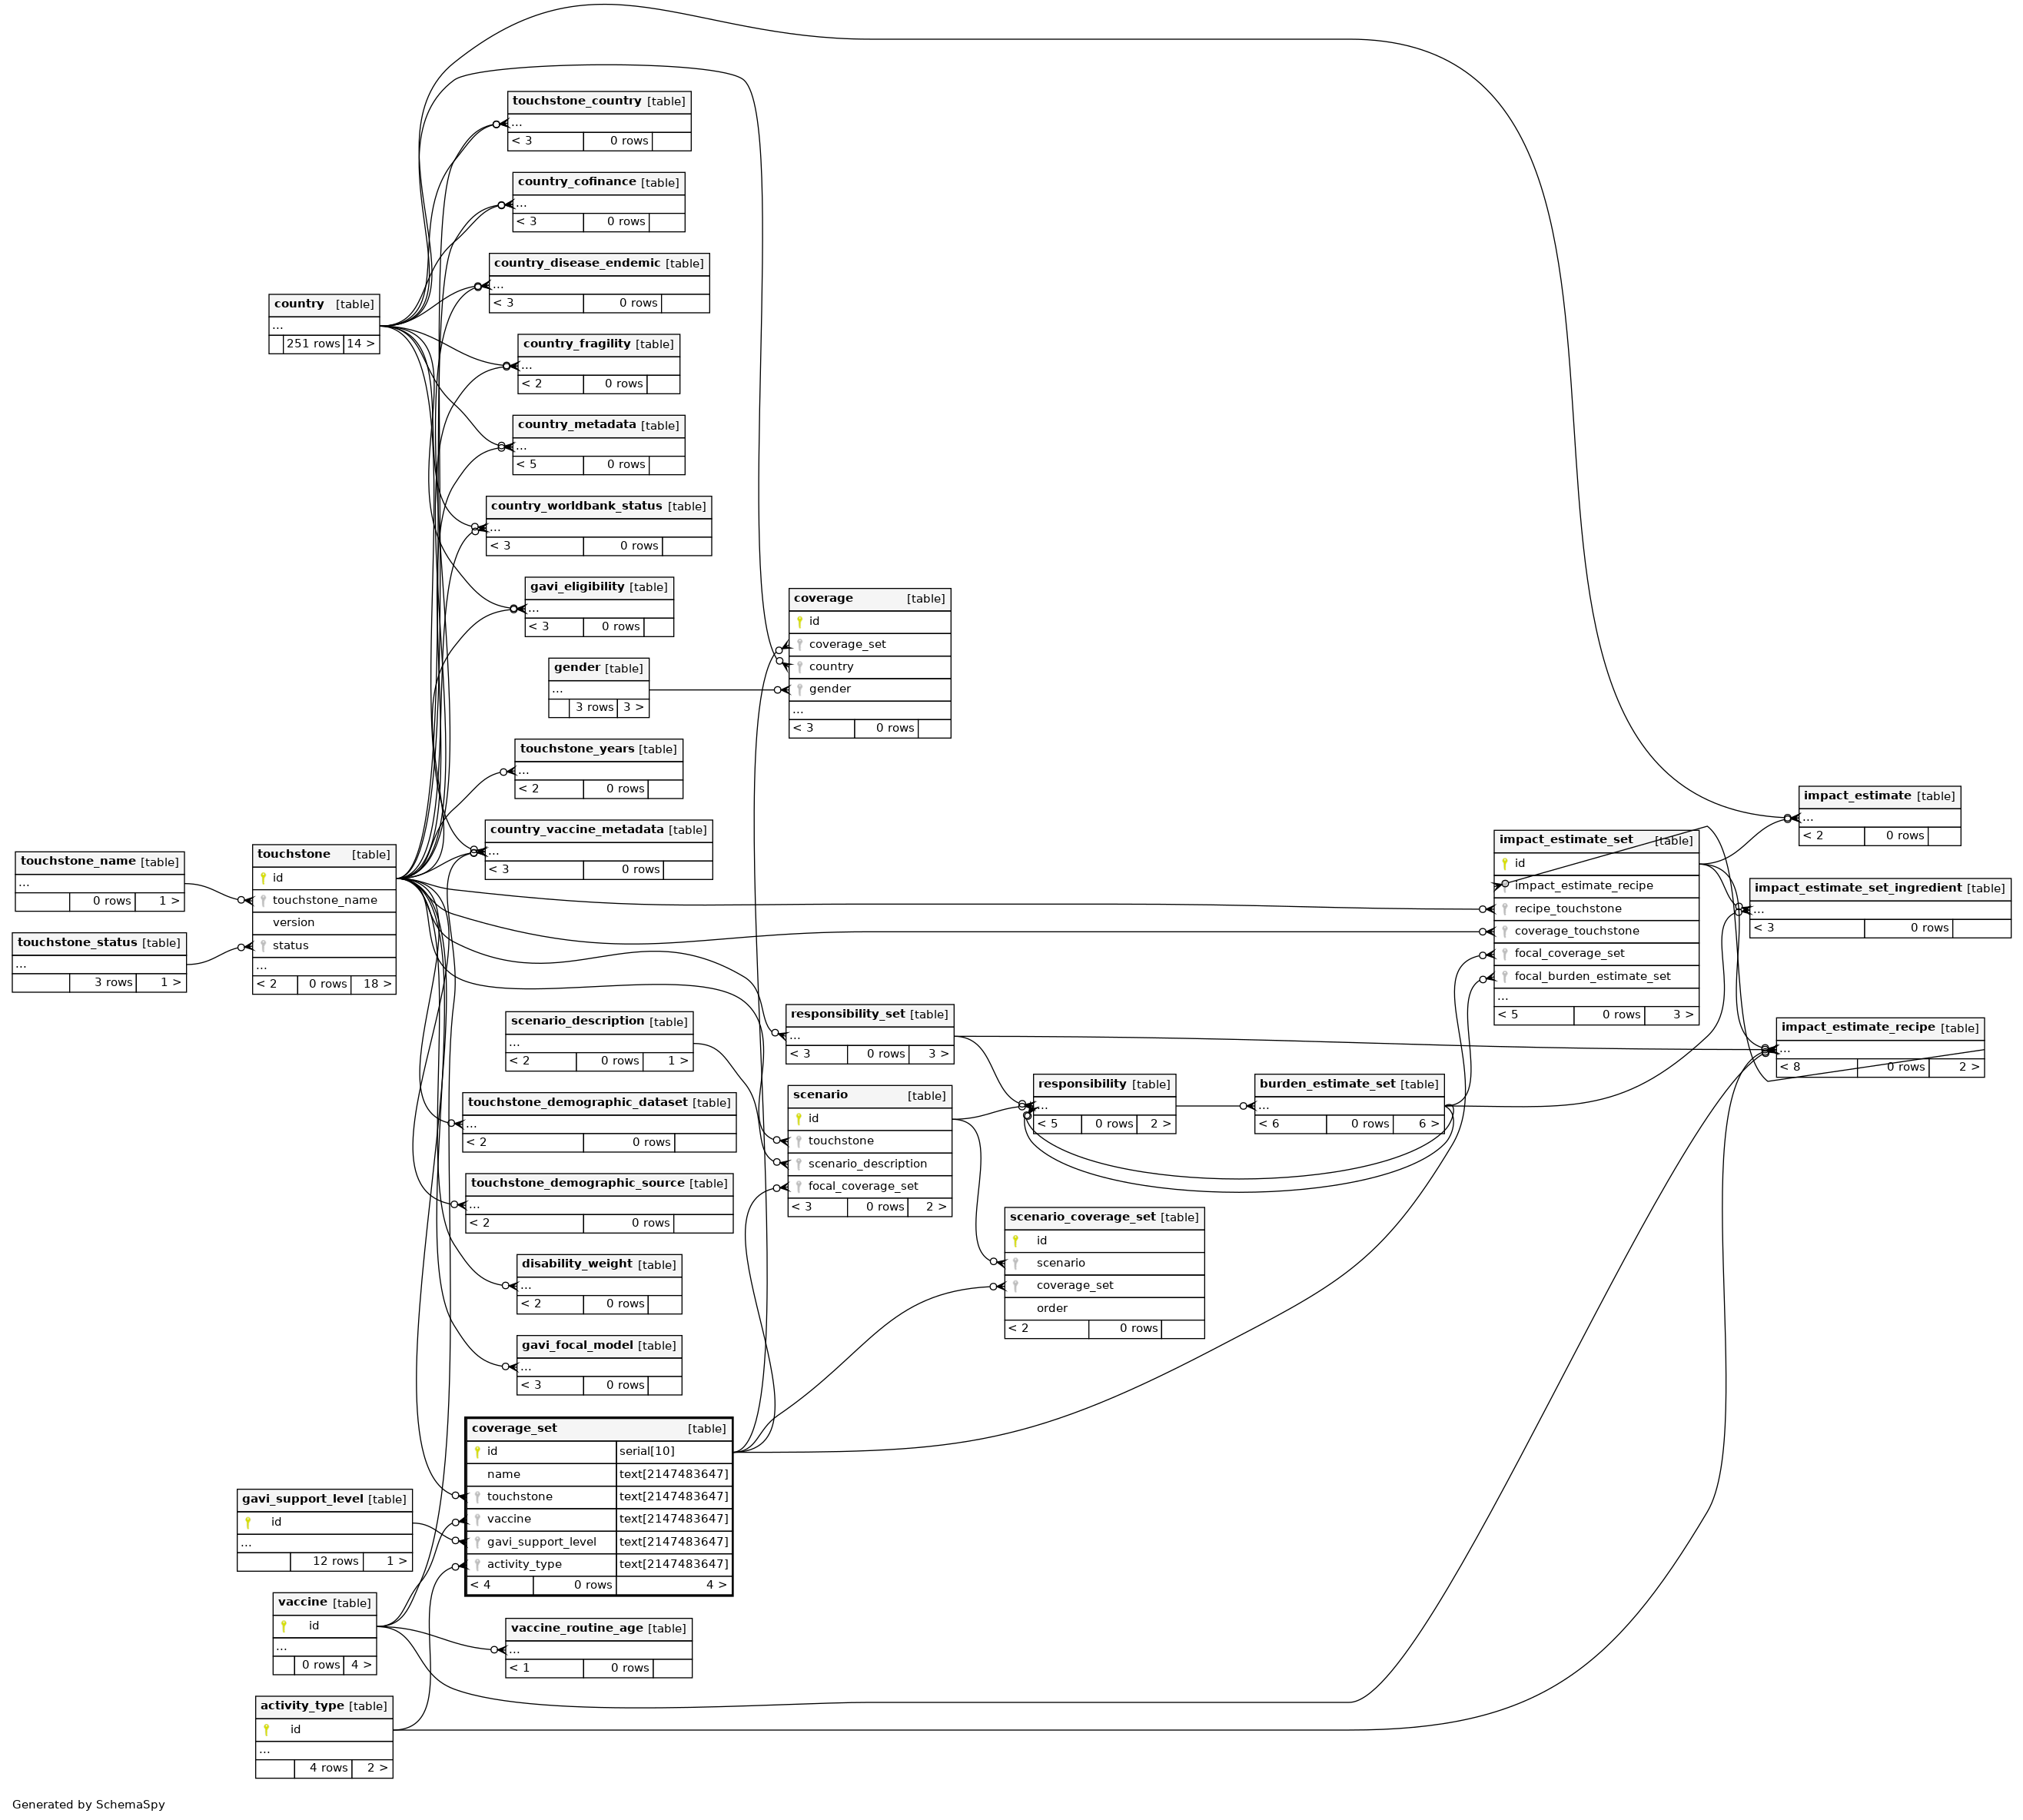 touchstone_country [table]
...
< 3 0 rows
country_cofinance [table]
...
< 3 0 rows
country_disease_endemic [table]
...
< 3 0 rows
country [table]
...
251 rows 14 >
country_fragility [table]
...
< 2 0 rows
country_metadata [table]
...
< 5 0 rows
country_worldbank_status [table]
...
< 3 0 rows
gavi_eligibility [table]
...
< 3 0 rows
coverage [table]
id
coverage_set
country
gender
...
< 3 0 rows
gender [table]
...
3 rows 3 >
touchstone_years [table]
...
< 2 0 rows
country_vaccine_metadata [table]
...
< 3 0 rows
touchstone_name [table]
...
0 rows 1 >
touchstone_status [table]
...
3 rows 1 >
touchstone [table]
id
touchstone_name
version
status
...
< 2 0 rows 18 >
impact_estimate_set [table]
id
impact_estimate_recipe
recipe_touchstone
coverage_touchstone
focal_coverage_set
focal_burden_estimate_set
...
< 5 0 rows 3 >
impact_estimate [table]
...
< 2 0 rows
impact_estimate_set_ingredient [table]
...
< 3 0 rows
impact_estimate_recipe [table]
...
< 8 0 rows 2 >
scenario_description [table]
...
< 2 0 rows 1 >
responsibility_set [table]
...
< 3 0 rows 3 >
scenario [table]
id
touchstone
scenario_description
focal_coverage_set
< 3 0 rows 2 >
responsibility [table]
...
< 5 0 rows 2 >
burden_estimate_set [table]
...
< 6 0 rows 6 >
touchstone_demographic_dataset [table]
...
< 2 0 rows
touchstone_demographic_source [table]
...
< 2 0 rows
scenario_coverage_set [table]
id
scenario
coverage_set
order
< 2 0 rows
disability_weight [table]
...
< 2 0 rows
gavi_focal_model [table]
...
< 3 0 rows
coverage_set [table]
id serial[10]
name text[2147483647]
touchstone text[2147483647]
vaccine text[2147483647]
gavi_support_level text[2147483647]
activity_type text[2147483647]
< 4 0 rows 4 >
gavi_support_level [table]
id
...
12 rows 1 >
vaccine [table]
id
...
0 rows 4 >
vaccine_routine_age [table]
...
< 1 0 rows
activity_type [table]
id
...
4 rows 2 >
Generated by SchemaSpy